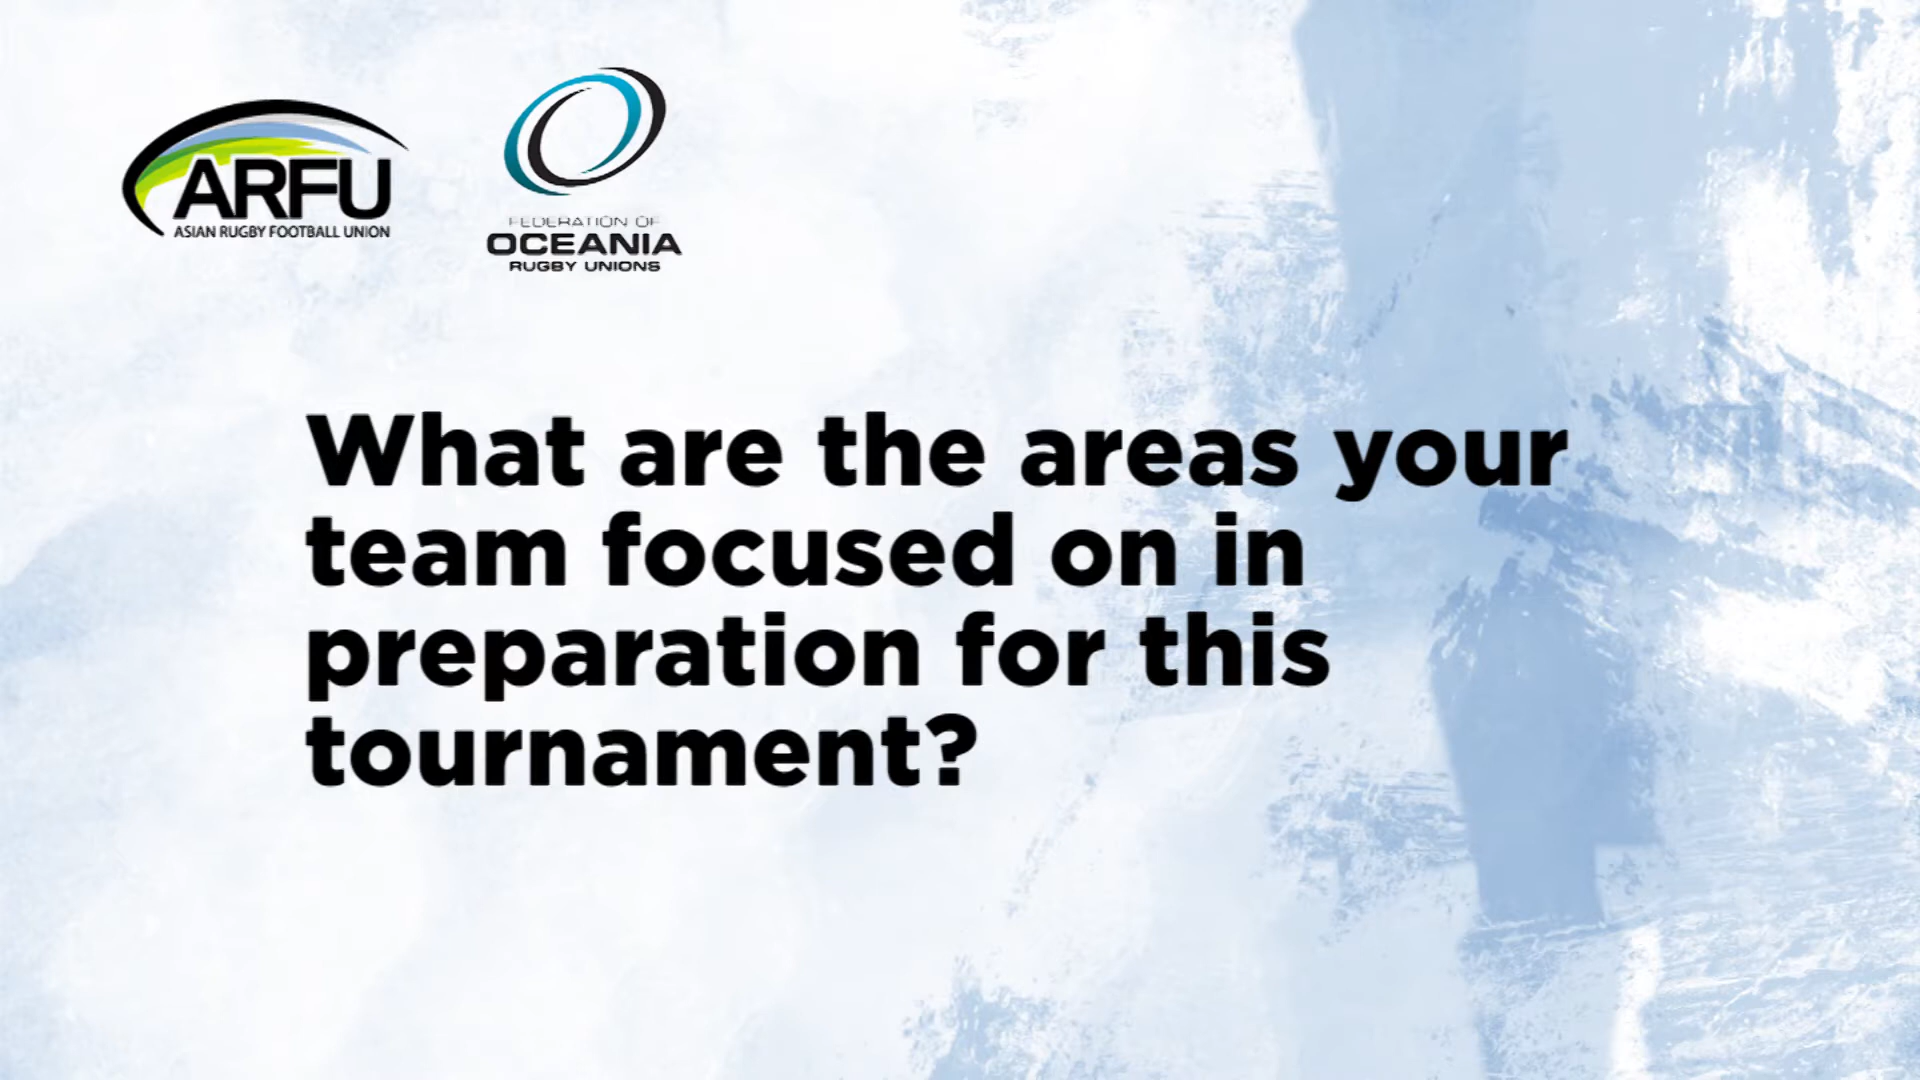 ARFU
ASIAN RUGBY FOOTBALL UNION
FEDERATION OF
OCEANIA
RUGBY UNIONS
What are the areas your
team focused on in
preparation for this
tournament?